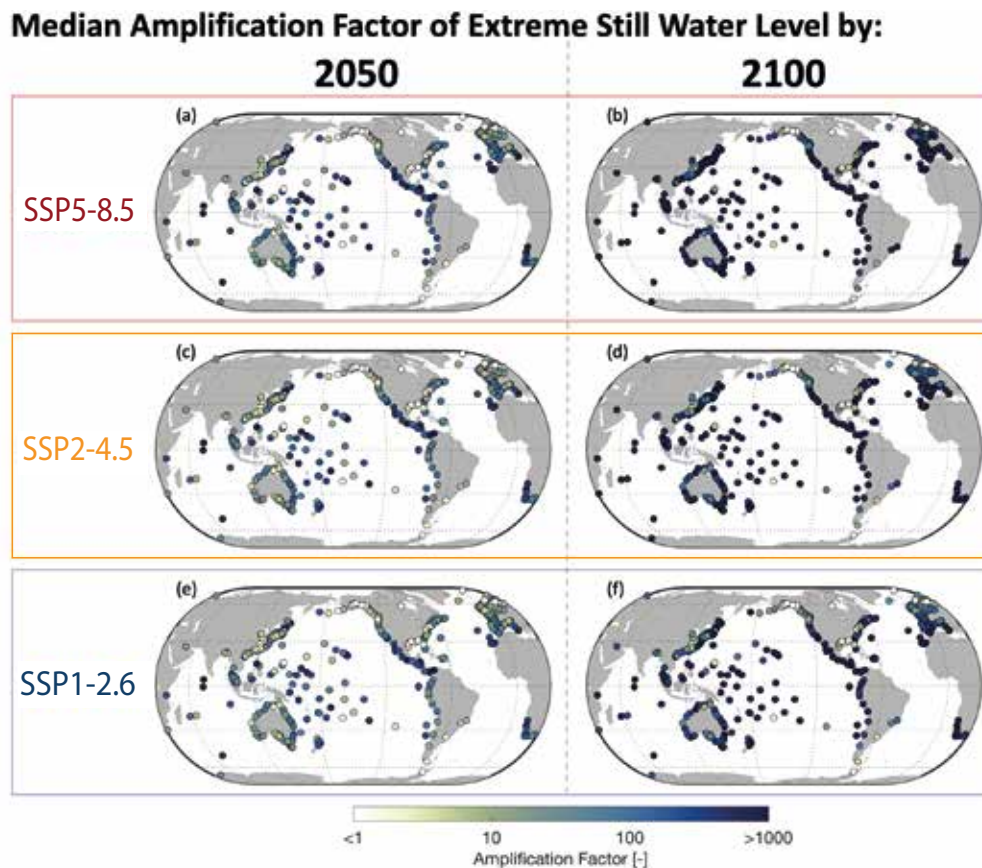 Median Amplification Factor of Extreme Still Water Level by:
2050 2100
(a) (b)
SSP5-8.5
(c) (d)
SSP2-4.5
(e) (f)
SSP1-2.6
<1 10 100 >1000
Amplification Factor [-]